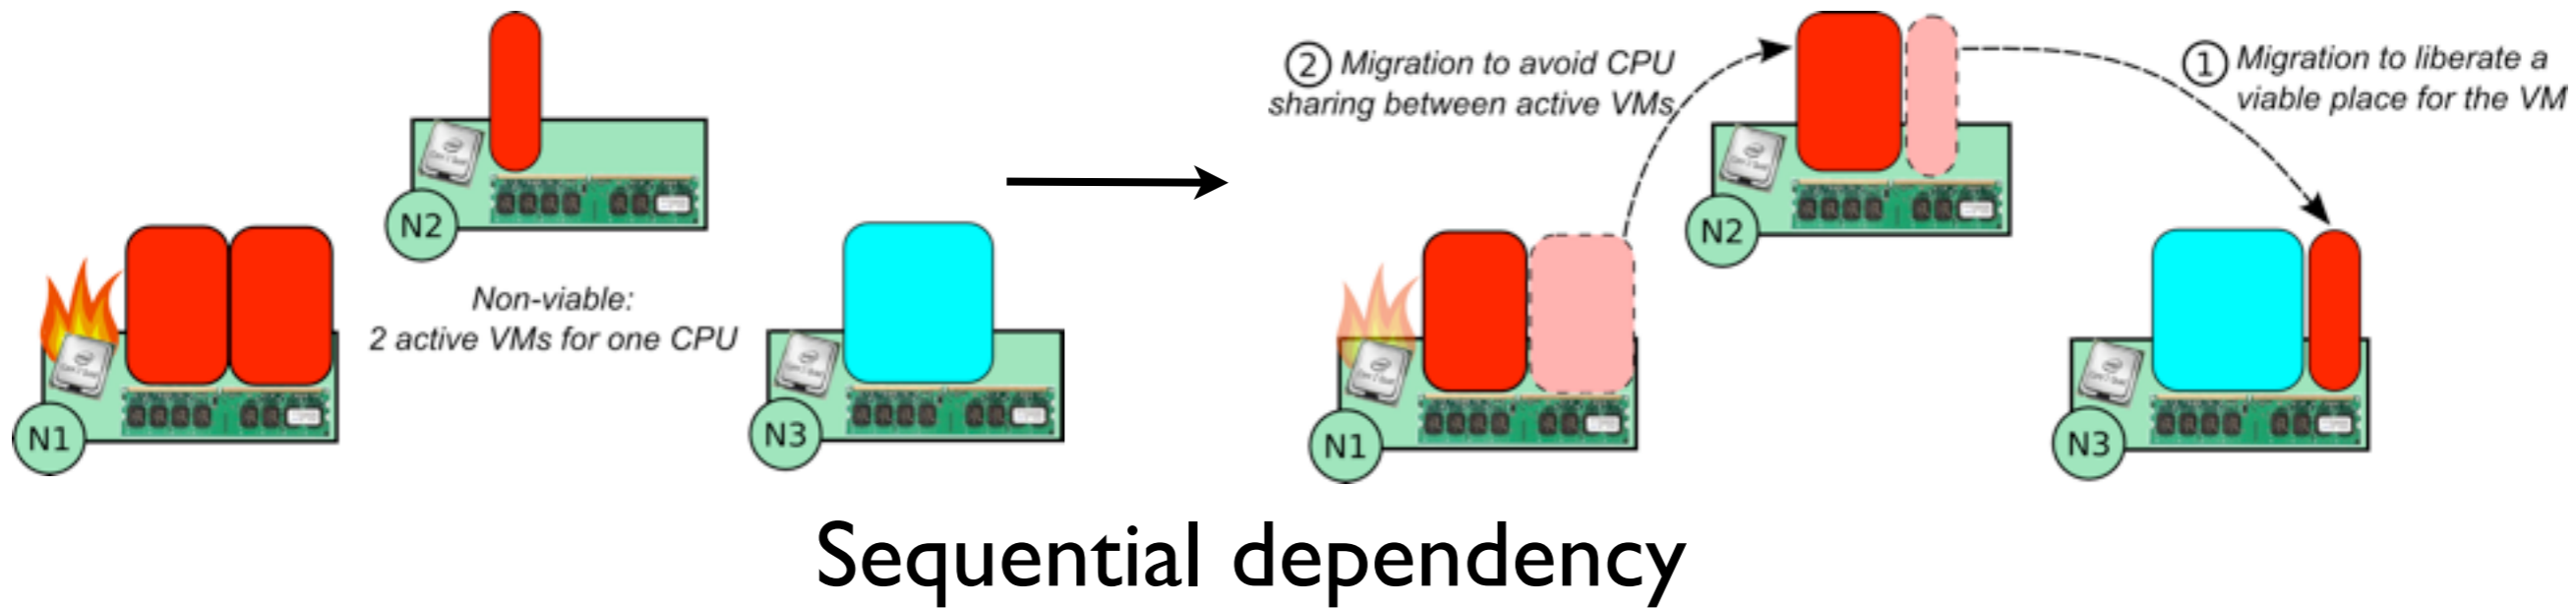 N2
Non-viable:
2 active VMs for one CPU
N1
N3
② Migration to avoid CPU
sharing between active VMs
① Migration to liberate a
viable place for the VM
N2
N1
N3
Sequential dependency